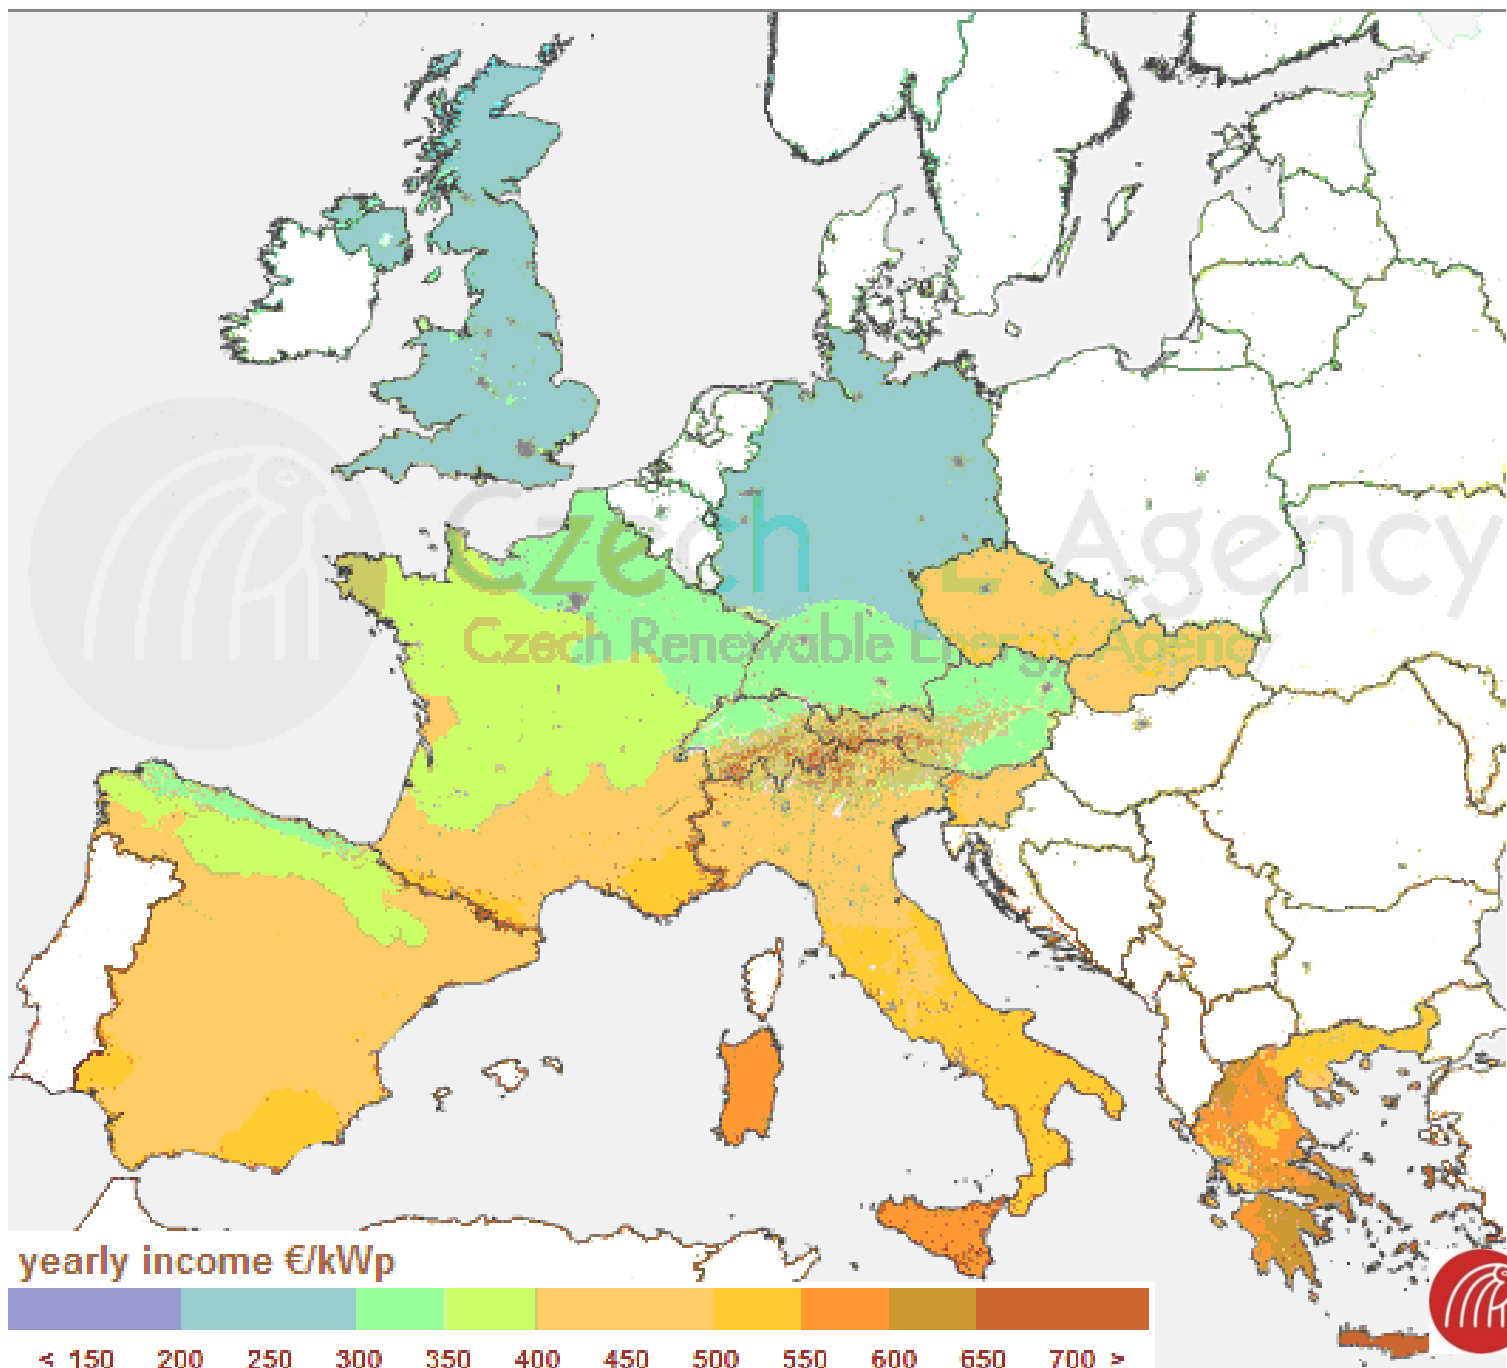 Czech RE Agency
Czech Renewable Energy Agency
yearly income €/kWp
< 150 200 250 300 350 400 450 500 550 600 650 700 >